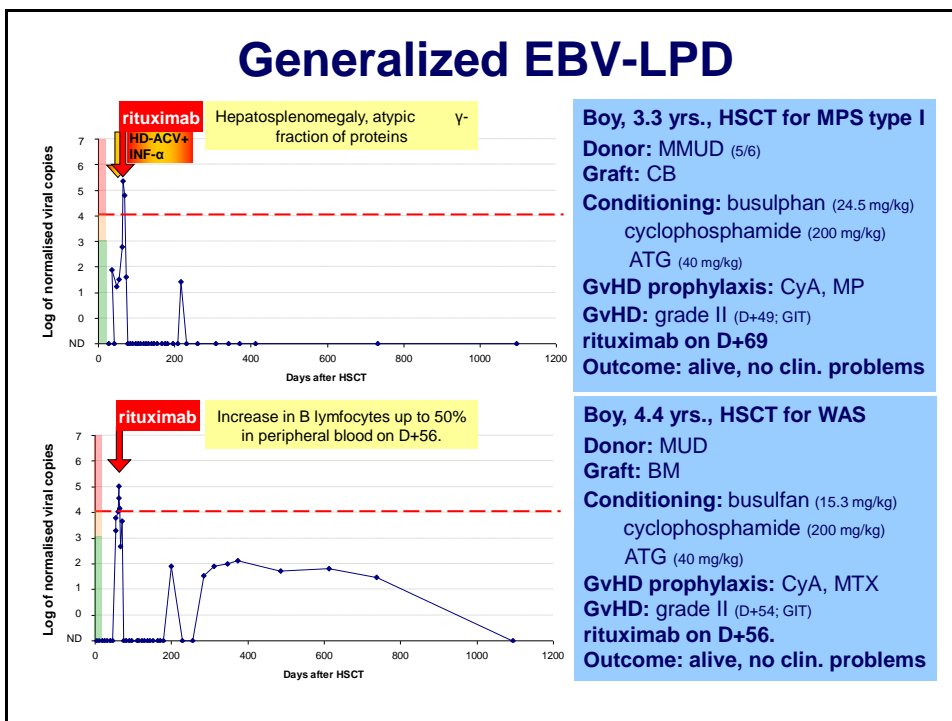 Generalized EBV-LPD
rituximab
HD-ACV+
INF-α
Hepatosplenomegaly, atypic γ-
fraction of proteins
Log of normalised viral copies
7
6
5
4
3
2
1
0
ND
0 200 400 600 800 1000 1200
Days after HSCT
Boy, 3.3 yrs., HSCT for MPS type I
Donor: MMUD (5/6)
Graft: CB
Conditioning: busulphan (24.5 mg/kg)
cyclophosphamide (200 mg/kg)
ATG (40 mg/kg)
GvHD prophylaxis: CyA, MP
GvHD: grade II (D+49; GIT)
rituximab on D+69
Outcome: alive, no clin. problems
rituximab
Increase in B lymfocytes up to 50%
in peripheral blood on D+56.
Log of normalised viral copies
7
6
5
4
3
2
1
0
ND
0 200 400 600 800 1000 1200
Days after HSCT
Boy, 4.4 yrs., HSCT for WAS
Donor: MUD
Graft: BM
Conditioning: busulfan (15.3 mg/kg)
cyclophosphamide (200 mg/kg)
ATG (40 mg/kg)
GvHD prophylaxis: CyA, MTX
GvHD: grade II (D+54; GIT)
rituximab on D+56.
Outcome: alive, no clin. problems